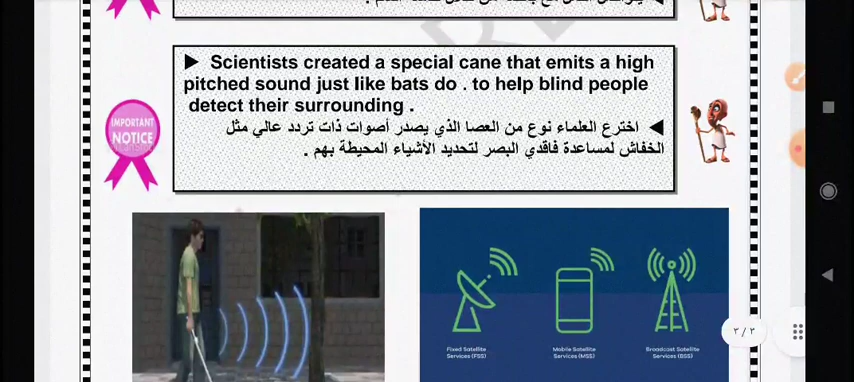 ▶ Scientists created a special cane that emits a high
pitched sound just like bats do . to help blind people
detect their surrounding .
◀ اخترع العلماء نوع من العصا الذي يصدر أصوات ذات تردد عالي مثل
الخفاش لمساعدة فاقدي البصر لتحديد الأشياء المحيطة بهم .
IMPORTANT
NOTICE
Fixed Satellite
Services (FSS)
Mobile Satellite
Services (MSS)
Broadcast Satellite
Services (BSS)
٣ / ٣